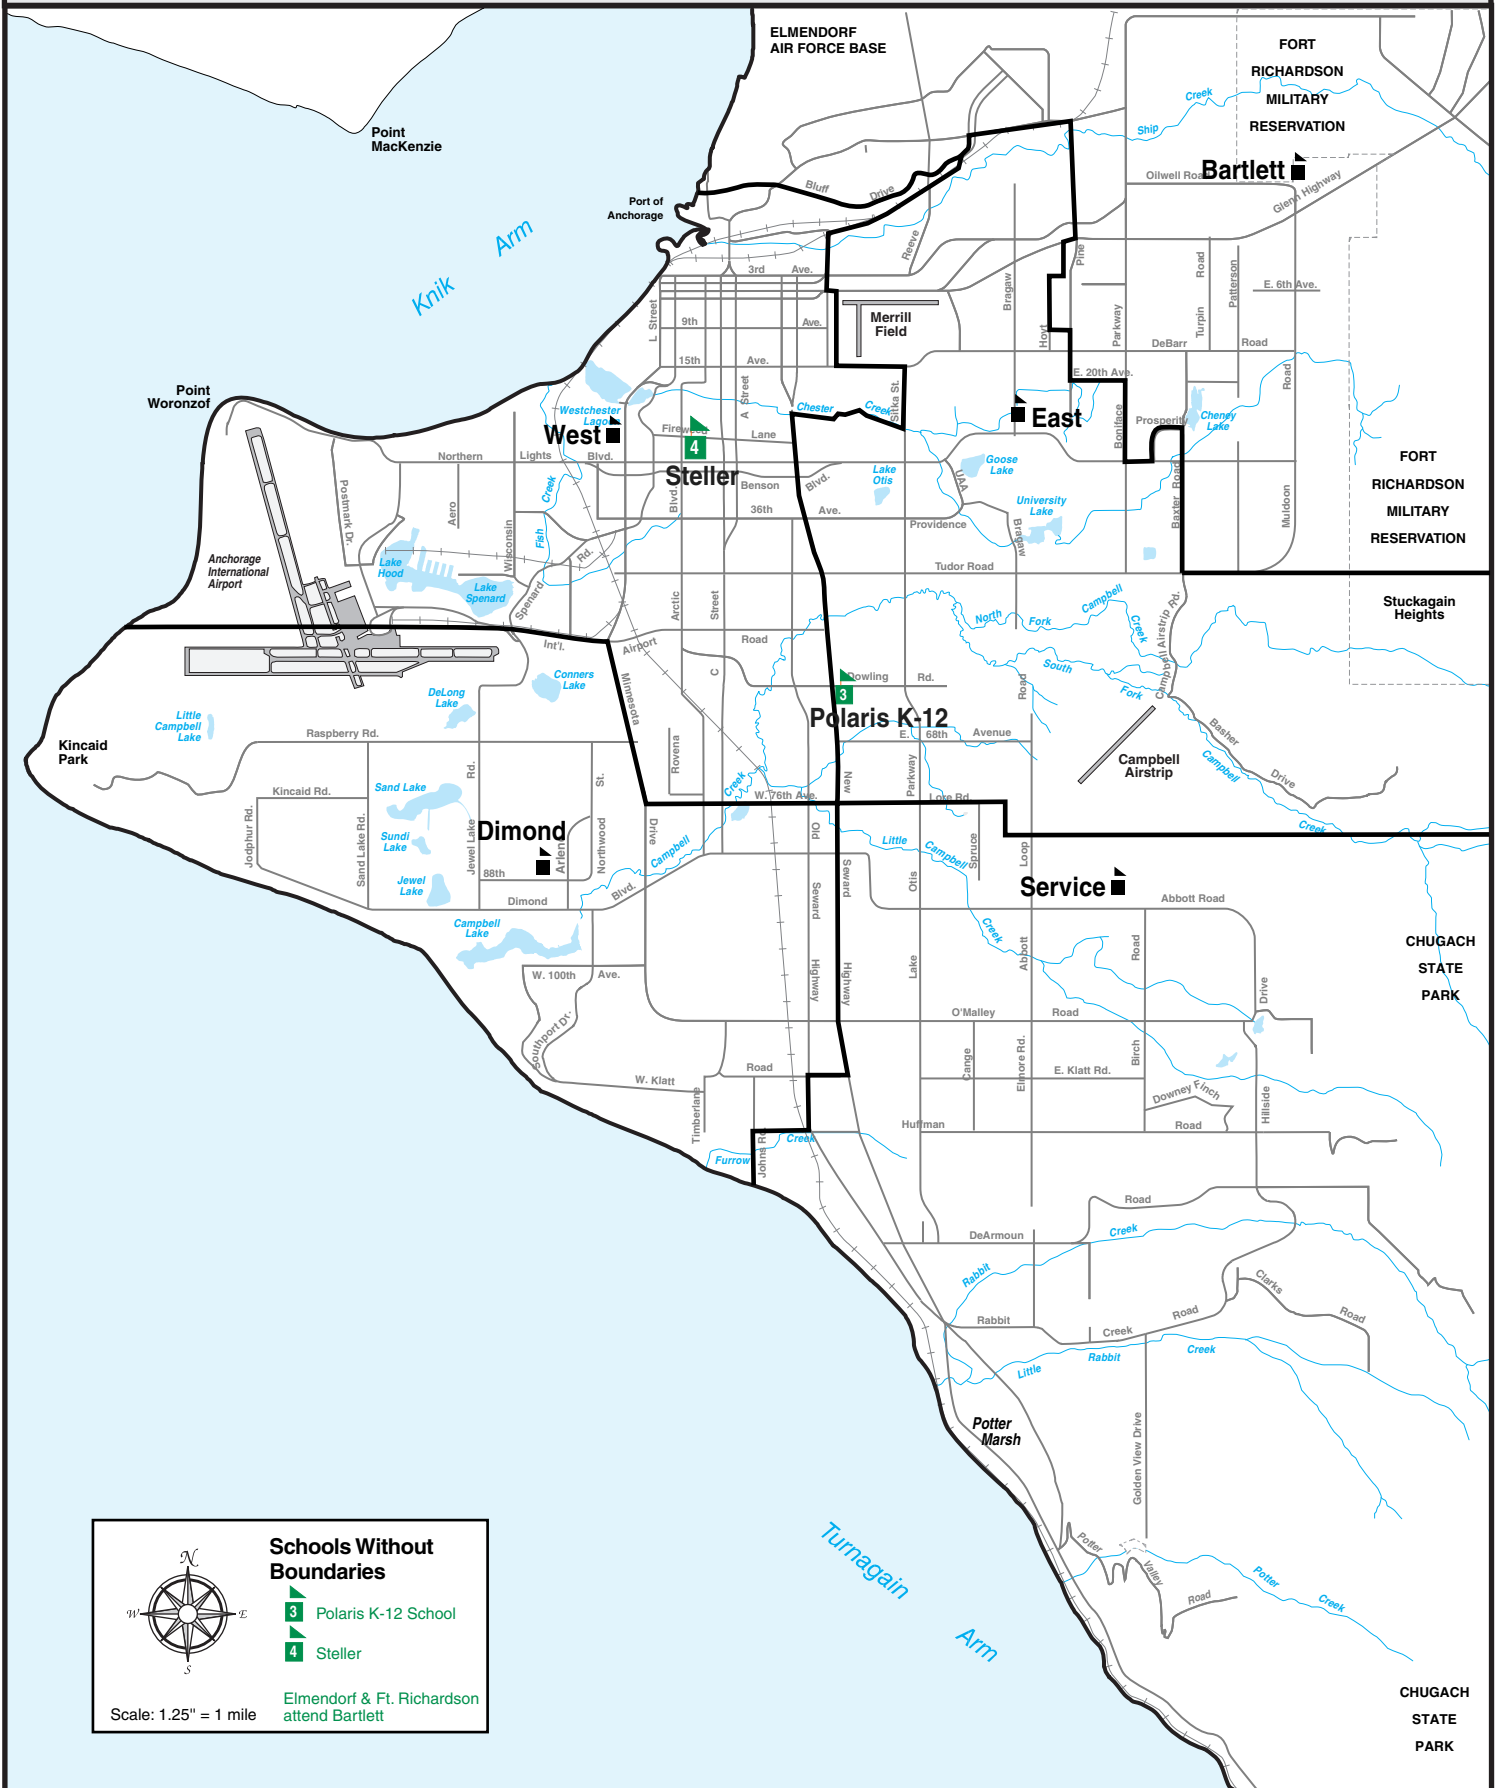 ELMENDORF
AIR FORCE BASE
FORT
RICHARDSON
MILITARY
RESERVATION
Creek
Ship
Point
MacKenzie
Bartlett
Oilwell Road
Glenn Highway
Bluff
Drive
Port of
Anchorage
Knik
Arm
Reeve
Pine
3rd
Ave.
Bragaw
Road
Patterson
E. 6th Ave.
L Street
9th
Ave.
Merrill
Field
Hoyt
Parkway
Turpin
DeBarr
Road
15th
Ave.
E. 20th Ave.
Road
Point
Woronzof
A Street
Sitka St.
Westchester
Lagoon
Chester
Creek
East
Boniface
Prosperity
Cheney
Lake
West
Fireweed
Lane
4
Steller
Northern
Lights
Blvd.
Benson
Blvd.
Lake
Otis
Goose
Lake
UAA
FORT
RICHARDSON
MILITARY
RESERVATION
Postmark Dr.
Aero
Wisconsin
Creek
Fish
Blvd.
36th
Ave.
University
Lake
Providence
Bragaw
Baxter Road
Muldoon
Anchorage
International
Airport
Lake
Hood
Lake
Spenard
Spenard
Rd.
Tudor Road
Arctic
Street
North
Fork
Campbell
Creek
Campbell Airstrip Rd.
Stuckagain
Heights
Int'l.
Airport
Road
C
South
Fork
Conners
Lake
Minnesota
Dowling
Rd.
3
Polaris K-12
Road
DeLong
Lake
Little
Campbell
Lake
Kincaid
Park
Raspberry Rd.
E.
68th
Avenue
Basher
Drive
Campbell
Creek
Campbell
Airstrip
Rovena
Rd.
St.
Creek
New
Parkway
Kincaid Rd.
Sand Lake
W. 76th Ave.
Lore Rd.
Jodphur Rd.
Sand Lake Rd.
Sundi
Lake
Jewel Lake
Dimond
Arlene
Northwood
Drive
Campbell
Old
Little
Campbell
Creek
Spruce
Loop
Jewel
Lake
88th
Dimond
Blvd.
Seward
Seward
Otis
Service
Abbott Road
Campbell
Lake
Highway
Highway
Lake
Abbott
Road
CHUGACH
STATE
PARK
W. 100th
Ave.
Drive
Southport Dr.
O'Malley
Road
Cange
Elmore Rd.
Birch
W. Klatt
Road
E. Klatt Rd.
Downey
Finch
Hillside
Timberlane
Johns Rd.
Huffman
Road
Furrow
Creek
Road
DeArmoun
Creek
Rabbit
Clarks
Road
Rabbit
Creek
Road
Little
Rabbit
Creek
Potter
Marsh
Golden View Drive
Turnagain
Arm
Potter
Valley
Road
Potter
Creek
CHUGACH
STATE
PARK
N
W
E
S
Scale: 1.25" = 1 mile
Schools Without
Boundaries
3
Polaris K-12 School
4
Steller
Elmendorf & Ft. Richardson
attend Bartlett